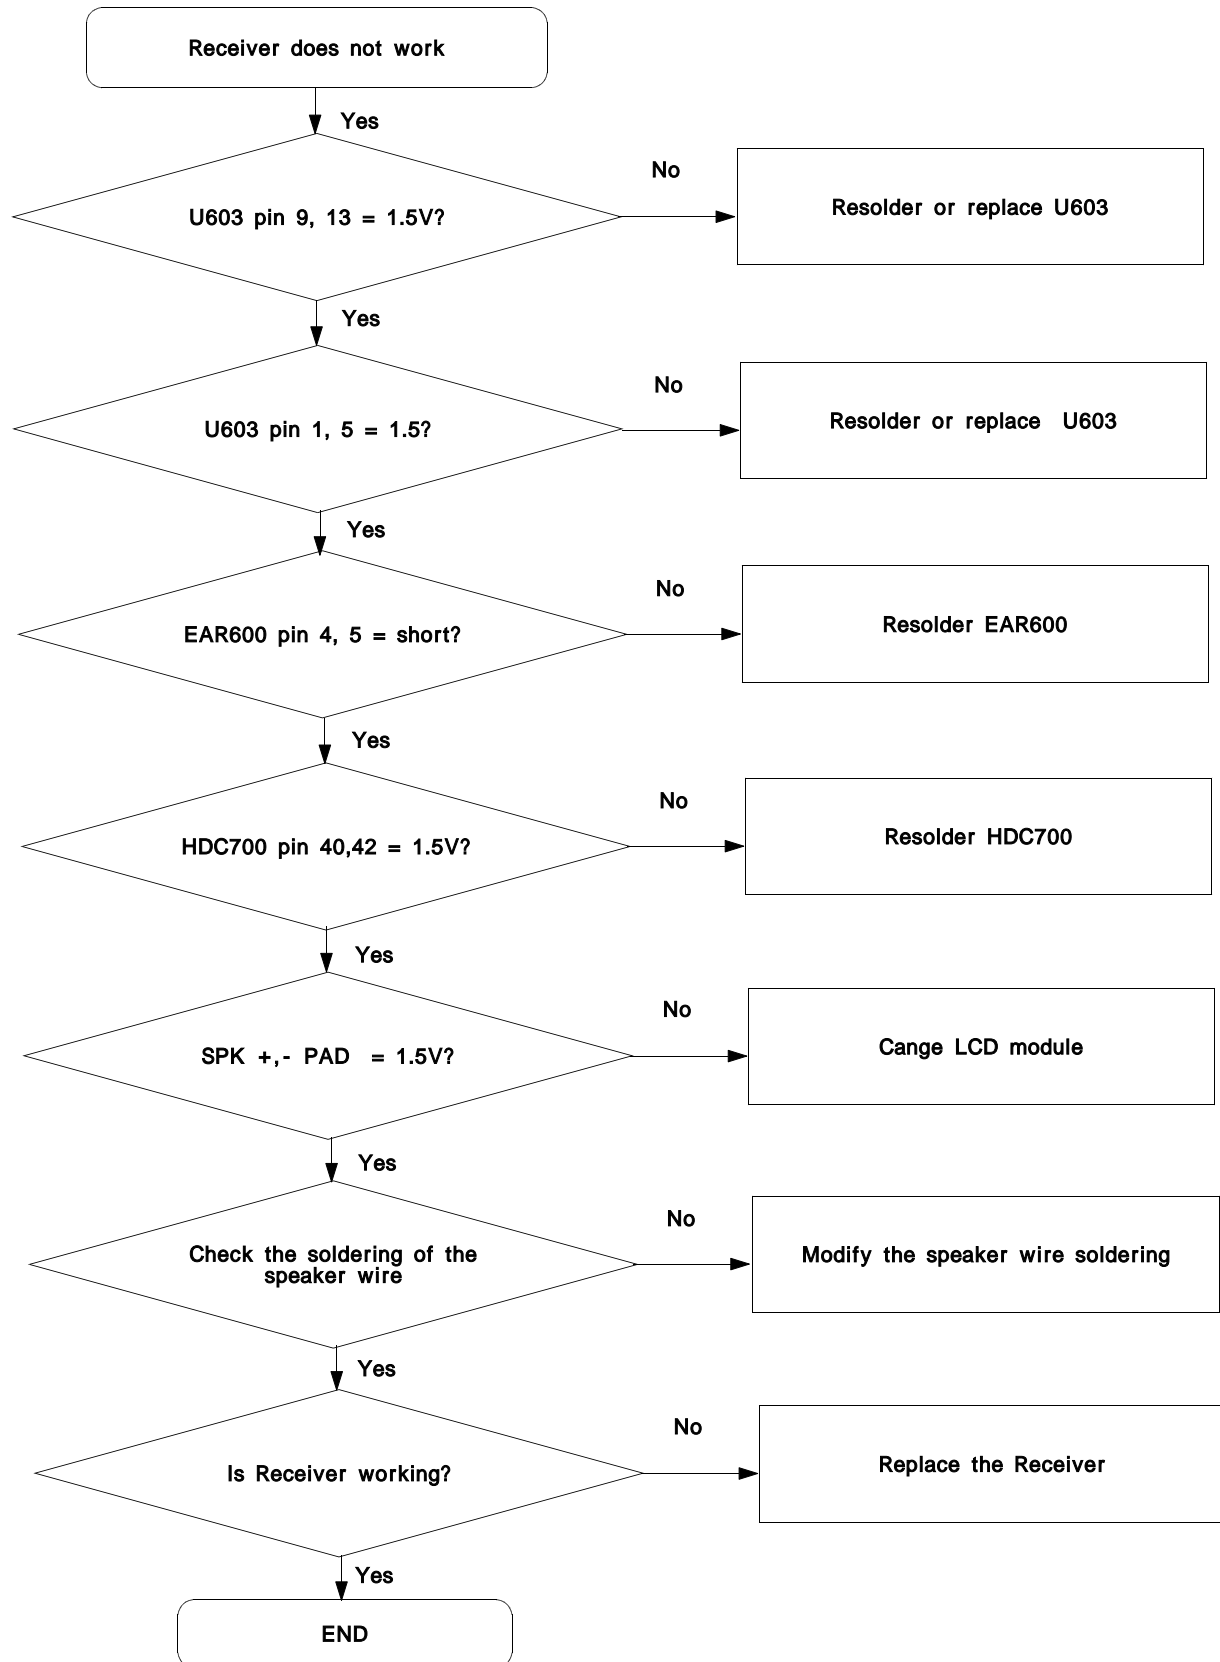 Receiver does not work
Yes
U603 pin 9, 13 = 1.5V?
No
Resolder or replace U603
Yes
U603 pin 1, 5 = 1.5?
No
Resolder or replace U603
Yes
EAR600 pin 4, 5 = short?
No
Resolder EAR600
Yes
HDC700 pin 40,42 = 1.5V?
No
Resolder HDC700
Yes
SPK +,- PAD = 1.5V?
No
Cange LCD module
Yes
Check the soldering of the
speaker wire
No
Modify the speaker wire soldering
Yes
Is Receiver working?
No
Replace the Receiver
Yes
END